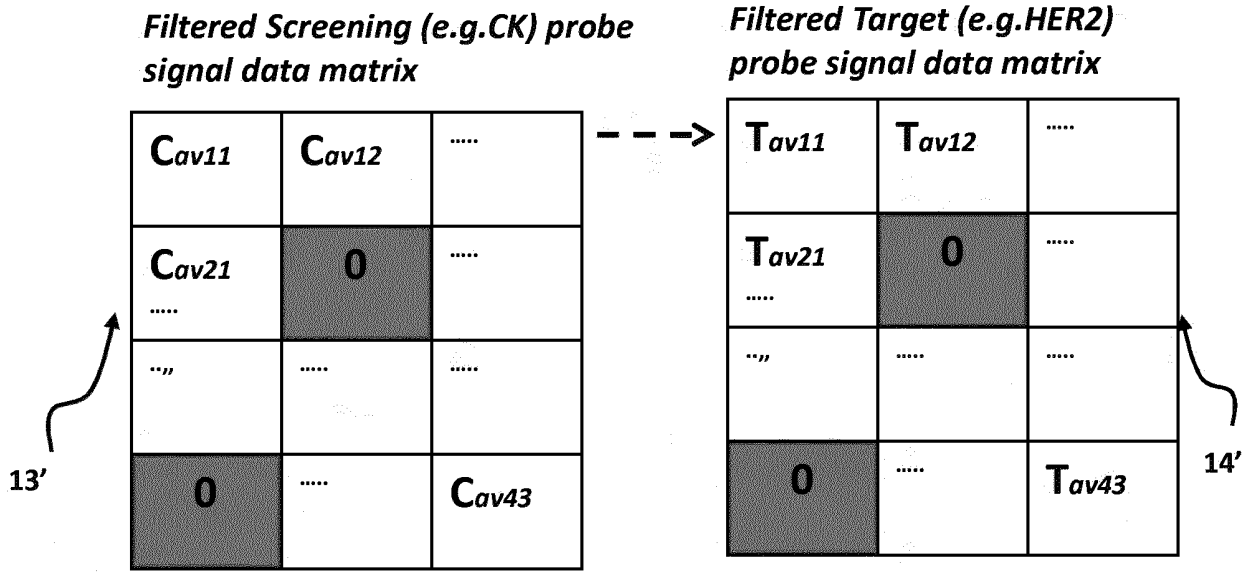 Filtered Screening (e.g.CK) probe
signal data matrix
Filtered Target (e.g.HER2)
probe signal data matrix
Cav11 Cav12 .....
Cav21 0 .....
.....
..,, ..... .....
0 ..... Cav43
13’
Tav11 Tav12 .....
Tav21 0 .....
.....
..,, ..... .....
0 ..... Tav43
14’